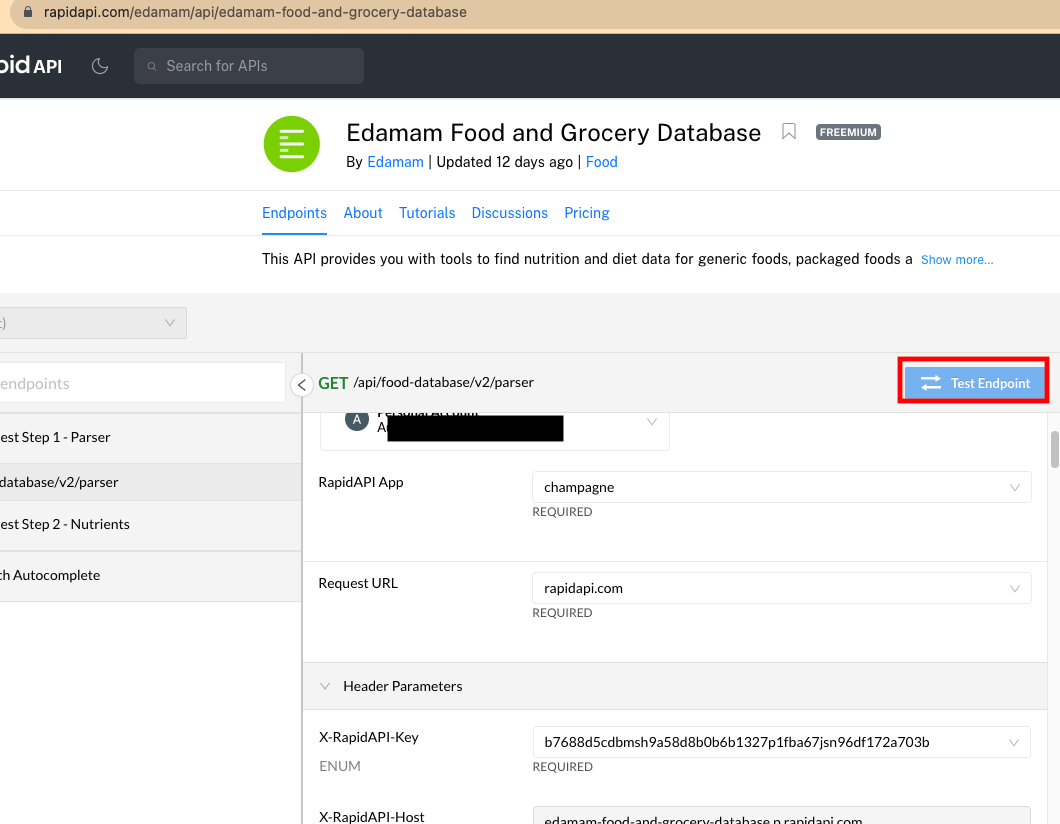 rapidapi.com/edamam/api/edamam-food-and-grocery-database
pid API
Search for APIs
Edamam Food and Grocery Database
FREEMIUM
By Edamam | Updated 12 days ago | Food
Endpoints About Tutorials Discussions Pricing
This API provides you with tools to find nutrition and diet data for generic foods, packaged foods a Show more...
t)
endpoints
GET /api/food-database/v2/parser
Test Endpoint
est Step 1 - Parser
database/v2/parser
est Step 2 - Nutrients
ch Autocomplete
A
Personal Account
RapidAPI App
champagne
REQUIRED
Request URL
rapidapi.com
REQUIRED
Header Parameters
X-RapidAPI-Key
b7688d5cdbmsh9a58d8b0b6b1327p1fba67jsn96df172a703b
ENUM
REQUIRED
X-RapidAPI-Host
edamam-food-and-grocery-database.p.rapidapi.com